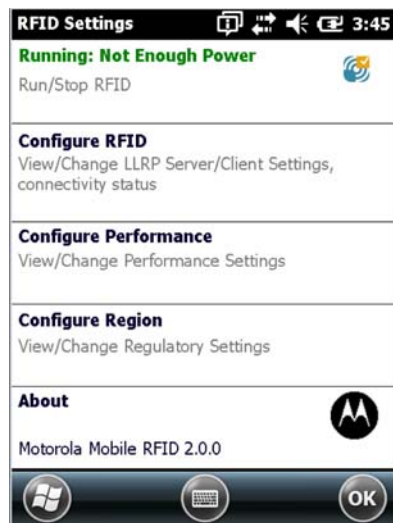 RFID Settings 3:45
Running: Not Enough Power
Run/Stop RFID
Configure RFID
View/Change LLRP Server/Client Settings,
connectivity status
Configure Performance
View/Change Performance Settings
Configure Region
View/Change Regulatory Settings
About
Motorola Mobile RFID 2.0.0
OK